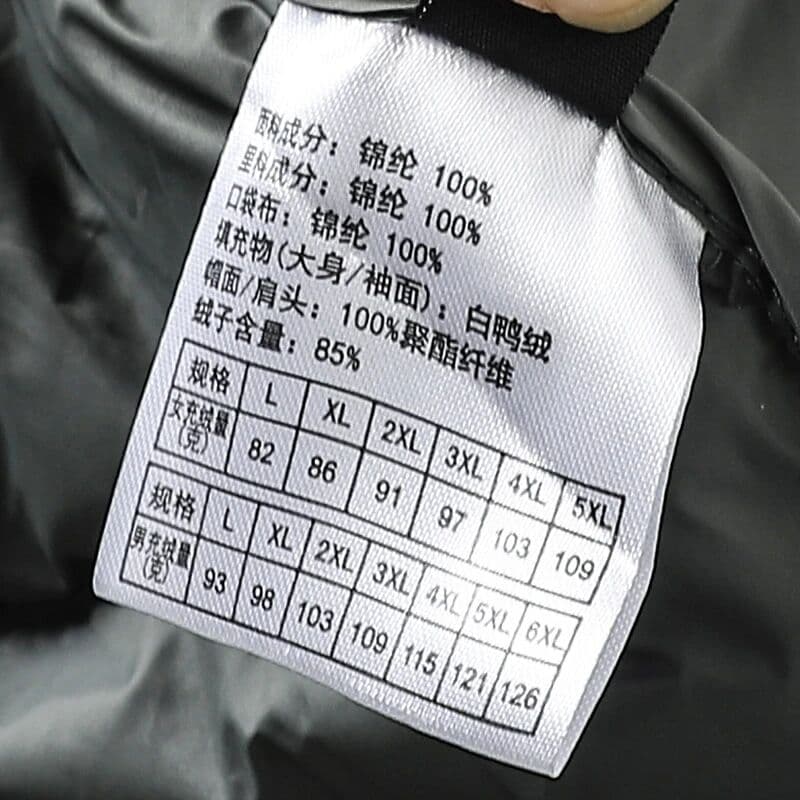 面料成分：锦纶 100%
里料成分：锦纶 100%
口袋布：锦纶 100%
填充物(大身/袖面)：白鸭绒
帽面/肩头：100%聚酯纤维
绒子含量：85%
规格 L XL 2XL 3XL 4XL 5XL
女充绒量(克) 82 86 91 97 103 109
规格 L XL 2XL 3XL 4XL 5XL 6XL
男充绒量(克) 93 98 103 109 115 121 126